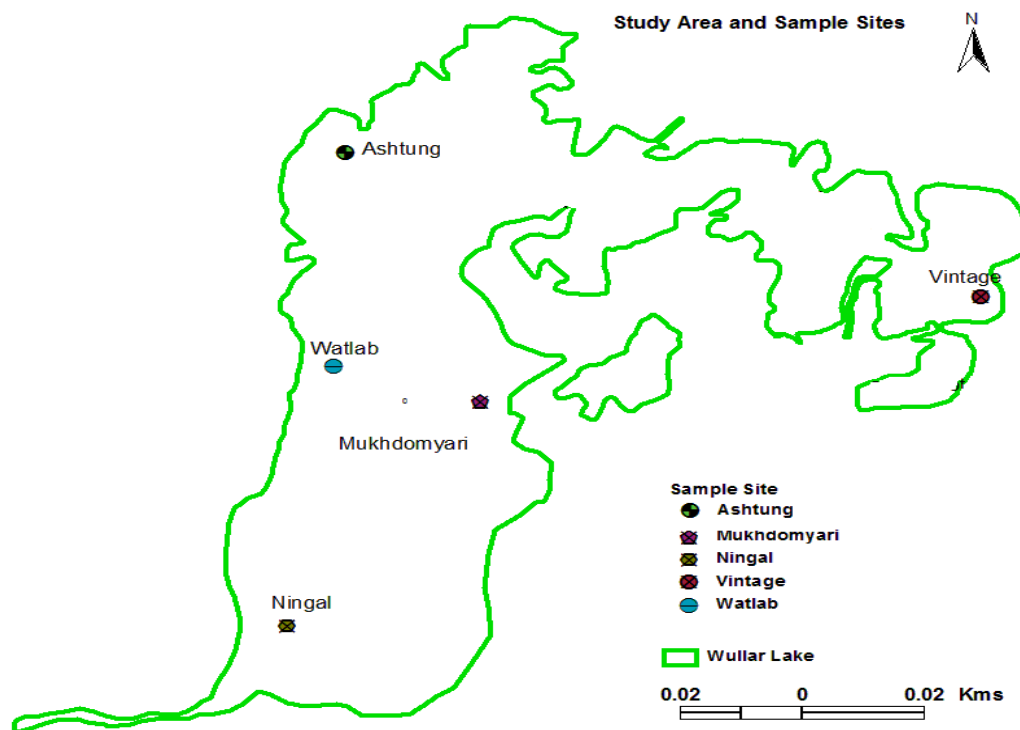 Study Area and Sample Sites
N
Ashtung
Vintage
Watlab
Mukhdomyari
Ningal
Sample Site
Ashtung
Mukhdomyari
Ningal
Vintage
Watlab
Wullar Lake
0.02 0 0.02 Kms